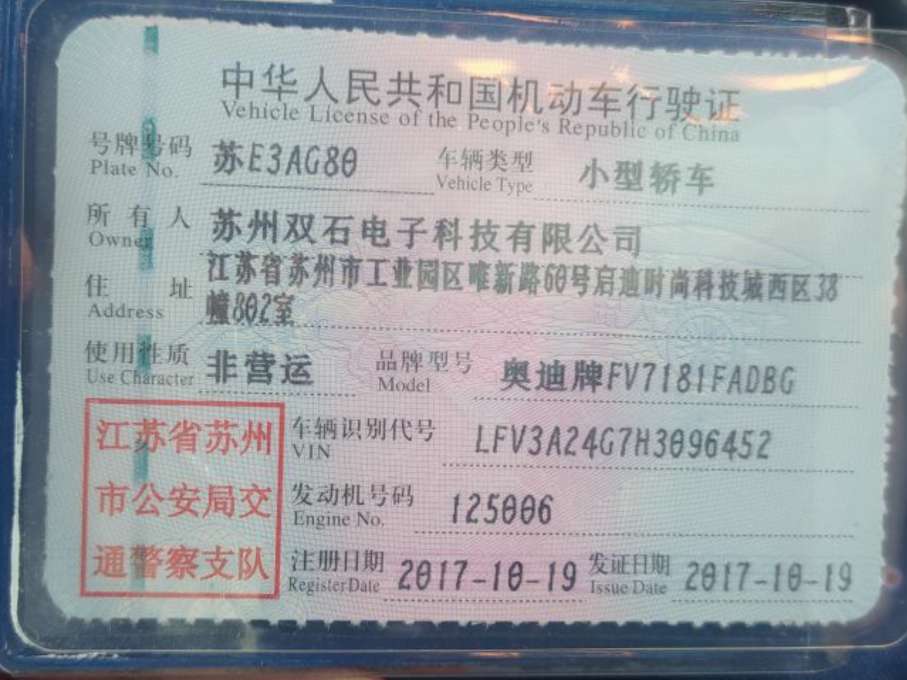 中华人民共和国机动车行驶证
Vehicle License of the People's Republic of China
号牌号码 苏E3AG80 车辆类型 小型轿车
Plate No. Vehicle Type
所有人 苏州双石电子科技有限公司
Owner
住址 江苏省苏州市工业园区唯新路60号启迪时尚科技城西区38
Address 幢802室
使用性质 非营运 品牌型号 奥迪牌FV7181FADBG
Use Character Model
江苏省苏州
市公安局交
通警察支队
车辆识别代号 LFV3A24G7H3096452
VIN
发动机号码 125006
Engine No.
注册日期 2017-10-19 发证日期 2017-10-19
Register Date Issue Date